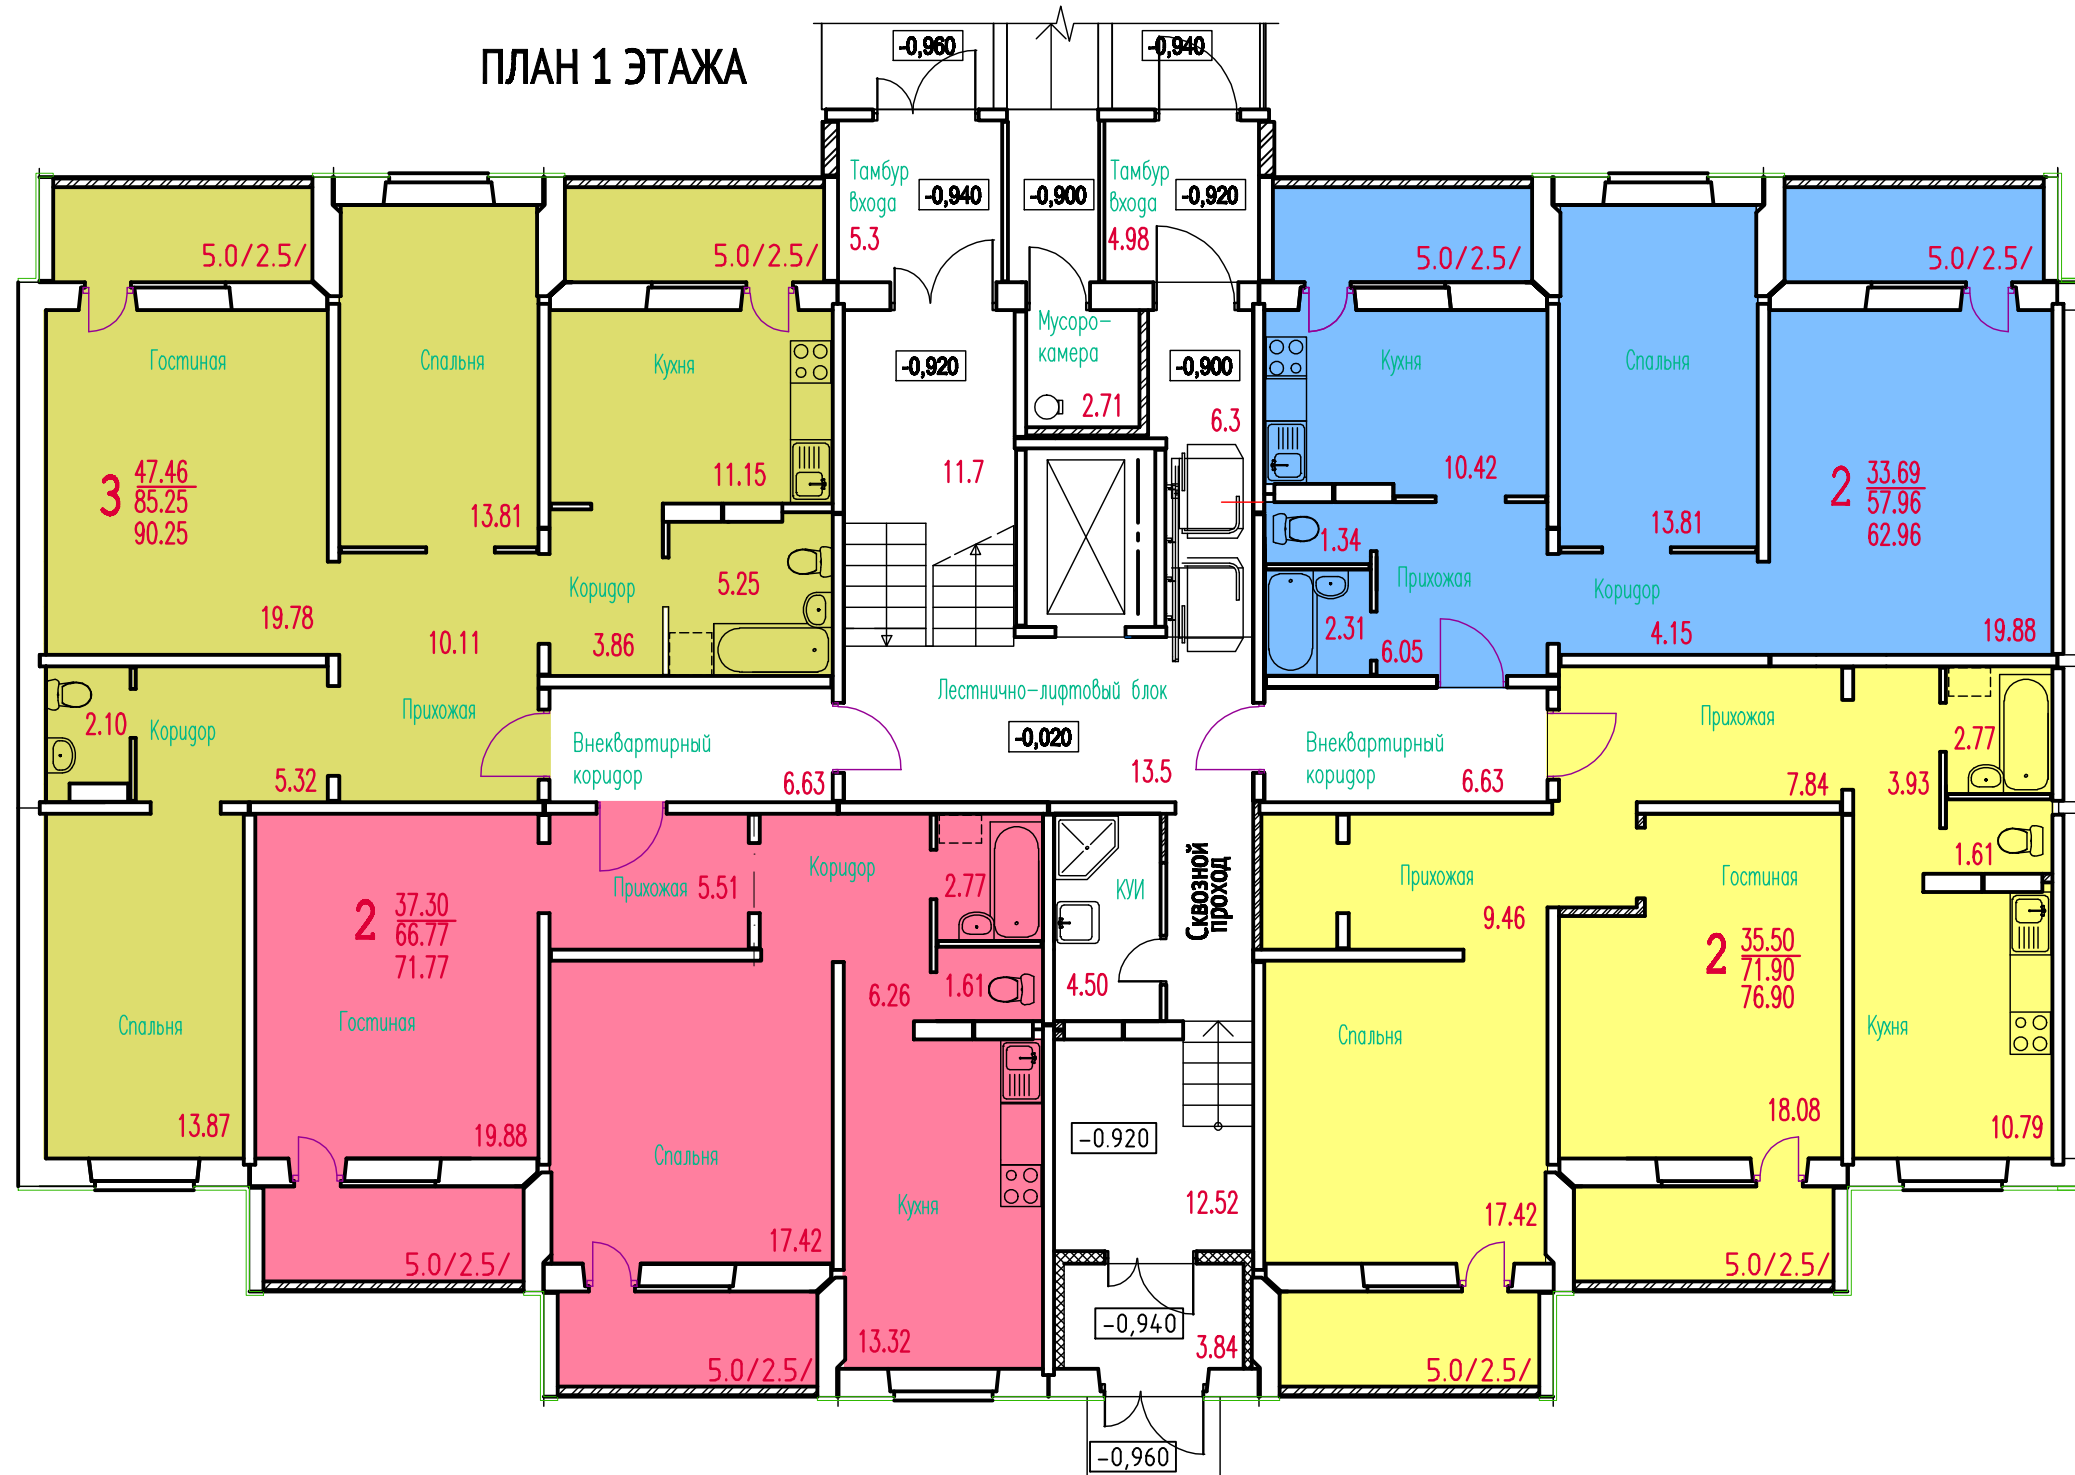 ПЛАН 1 ЭТАЖА
-0,960
-0,940
Тамбур
входа
5.3
-0,940
-0,900
Тамбур
входа
4.98
-0,920
5.0/2.5/
5.0/2.5/
5.0/2.5/
5.0/2.5/
Гостиная
Спальня
Кухня
-0,920
Мусоро-
камера
2.71
-0,900
6.3
Кухня
Спальня
3
47.46
85.25
90.25
13.81
11.15
11.7
10.42
13.81
2
33.69
57.96
62.96
19.78
10.11
Коридор
3.86
5.25
1.34
2.31
Прихожая
6.05
Коридор
4.15
19.88
2.10
Коридор
5.32
Прихожая
Внеквартирный
коридор
6.63
Лестнично-лифтовый блок
-0,020
13.5
Внеквартирный
коридор
6.63
Прихожая
7.84
3.93
2.77
1.61
2
37.30
66.77
71.77
Прихожая
5.51
Коридор
2.77
1.61
6.26
КУИ
4.50
Сквозной
проход
Прихожая
9.46
Гостиная
2
35.50
71.90
76.90
Спальня
13.87
Гостиная
19.88
Спальня
17.42
Кухня
13.32
-0.920
12.52
Спальня
17.42
18.08
Кухня
10.79
5.0/2.5/
5.0/2.5/
-0,940
3.84
5.0/2.5/
5.0/2.5/
-0,960